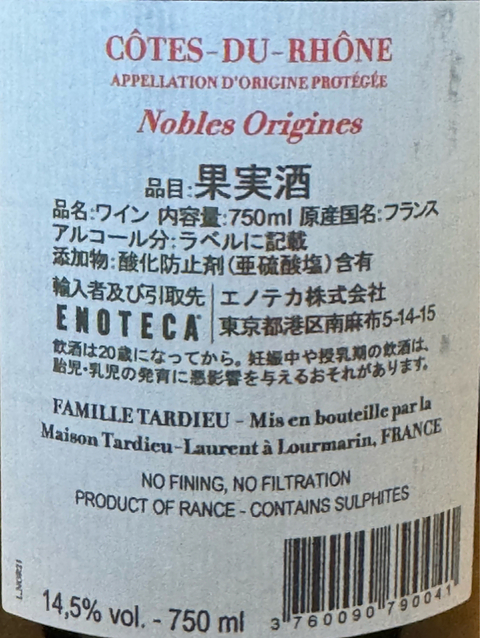 CÔTES-DU-RHÔNE
APPELLATION D'ORIGINE PROTÉGÉE
Nobles Origines
品目:果実酒
品名:ワイン 内容量:750ml 原産国名:フランス
アルコール分:ラベルに記載
添加物:酸化防止剤(亜硫酸塩)含有
輸入者及び引取先 エノテカ株式会社
ENOTECA 東京都港区南麻布5-14-15
飲酒は20歳になってから。妊娠中や授乳期の飲酒は、
胎児・乳児の発育に悪影響を与えるおそれがあります。
FAMILLE TARDIEU - Mis en bouteille par la
Maison Tardieu-Laurent à Lourmarin, FRANCE
NO FINING, NO FILTRATION
PRODUCT OF RANCE - CONTAINS SULPHITES
14,5% vol. - 750 ml
3 760090 790041